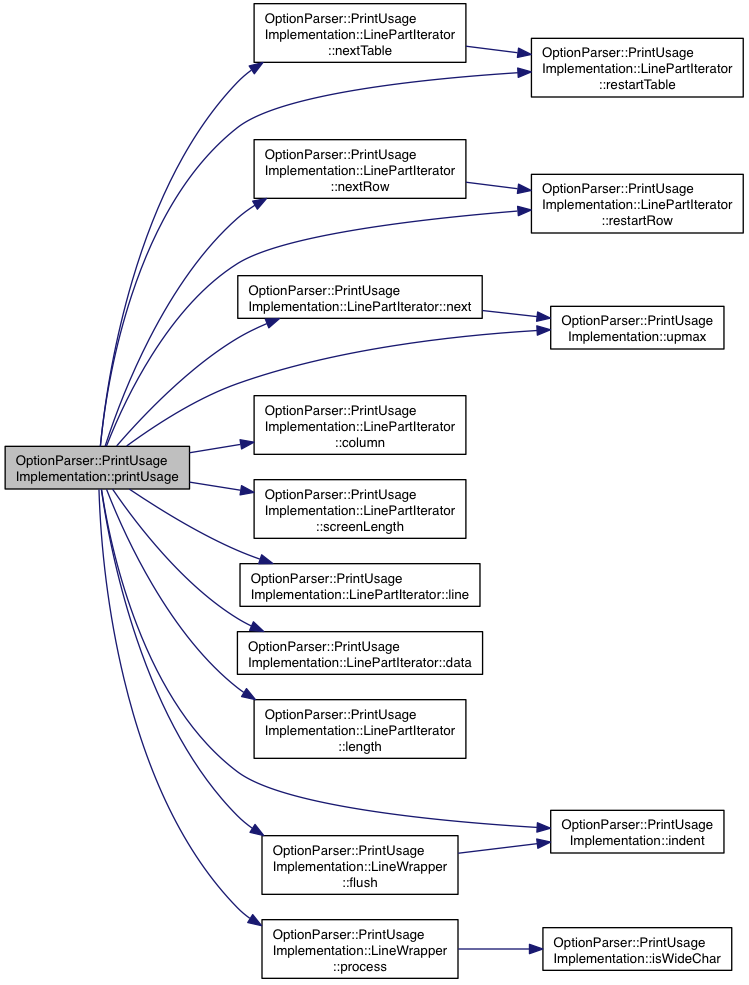 OptionParser::PrintUsage
Implementation::LinePartIterator
::nextTable
OptionParser::PrintUsage
Implementation::LinePartIterator
::restartTable
OptionParser::PrintUsage
Implementation::LinePartIterator
::nextRow
OptionParser::PrintUsage
Implementation::LinePartIterator
::restartRow
OptionParser::PrintUsage
Implementation::LinePartIterator::next
OptionParser::PrintUsage
Implementation::upmax
OptionParser::PrintUsage
Implementation::LinePartIterator
::column
OptionParser::PrintUsage
Implementation::printUsage
OptionParser::PrintUsage
Implementation::LinePartIterator
::screenLength
OptionParser::PrintUsage
Implementation::LinePartIterator::line
OptionParser::PrintUsage
Implementation::LinePartIterator::data
OptionParser::PrintUsage
Implementation::LinePartIterator
::length
OptionParser::PrintUsage
Implementation::indent
OptionParser::PrintUsage
Implementation::LineWrapper
::flush
OptionParser::PrintUsage
Implementation::LineWrapper
::process
OptionParser::PrintUsage
Implementation::isWideChar